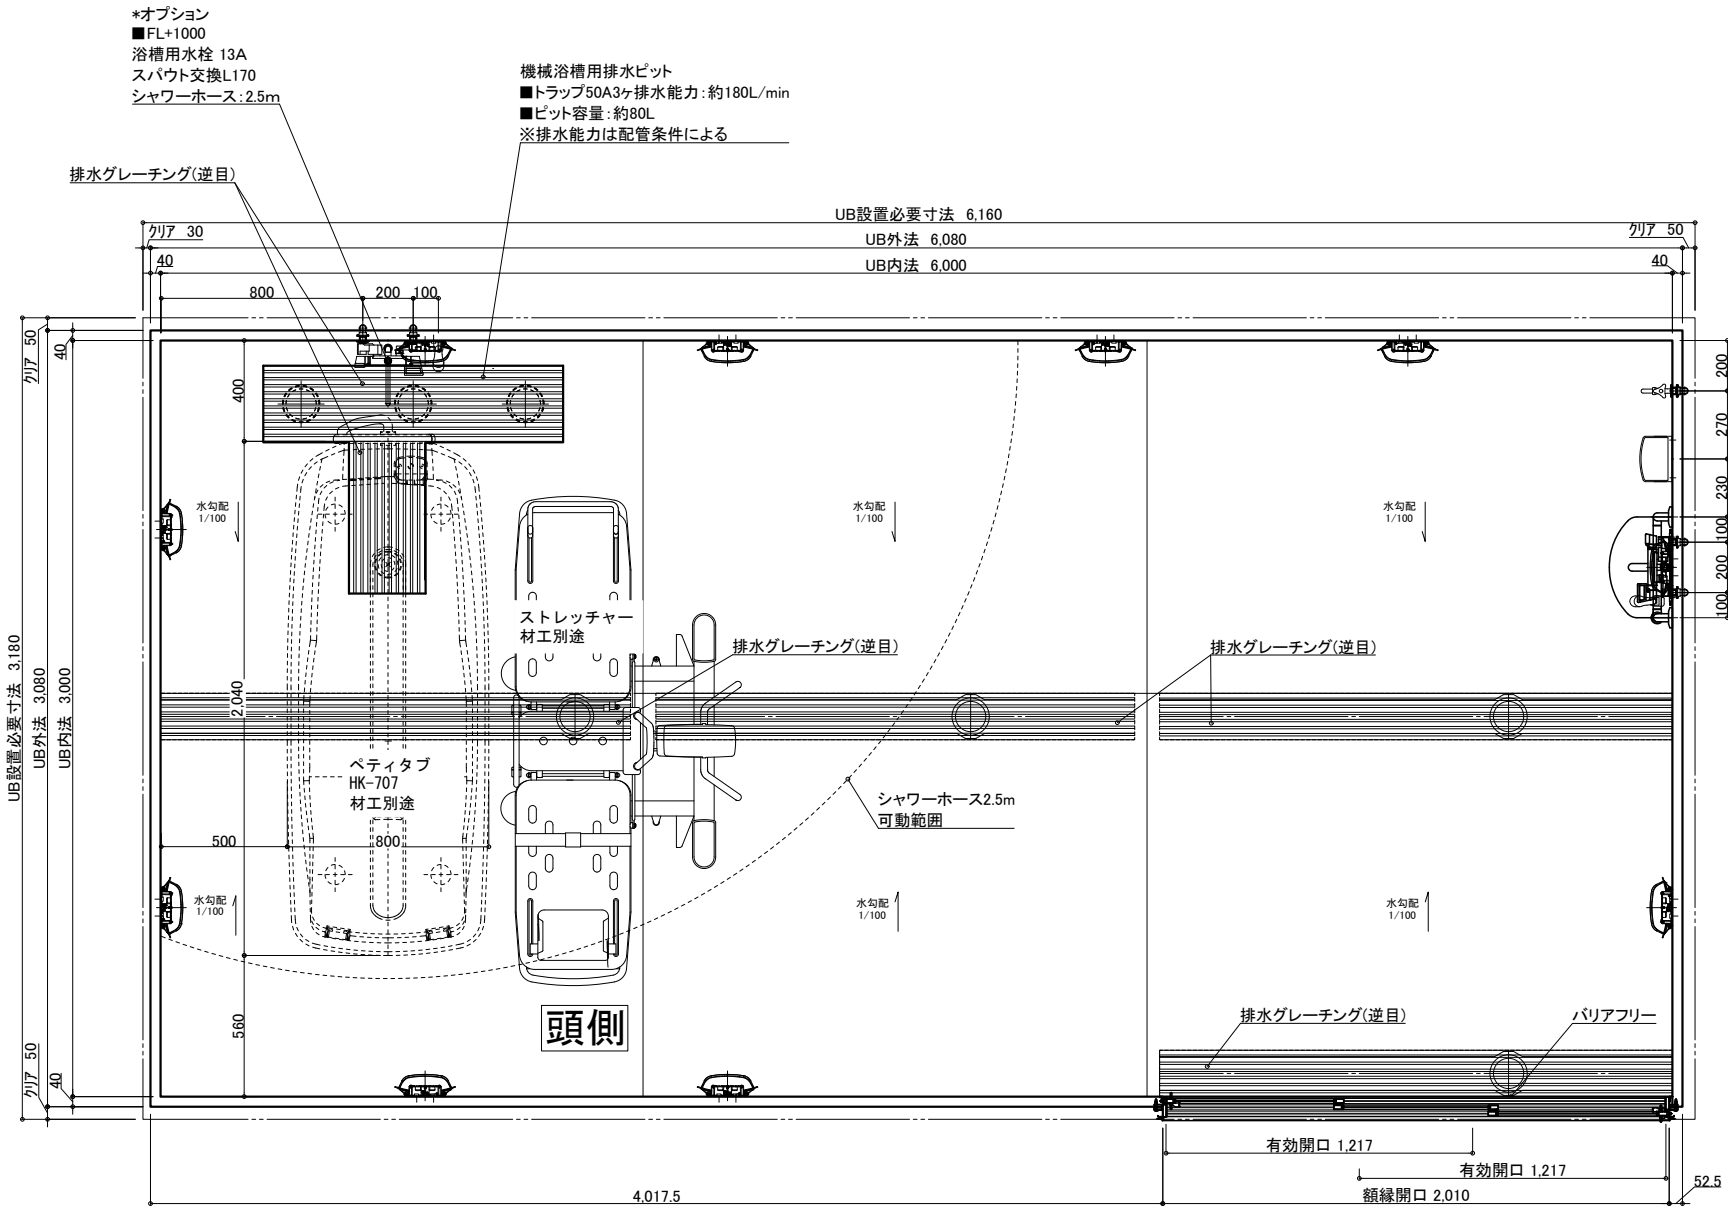 *オプション
■FL+1000
浴槽用水栓 13A
スパウト交換L170
シャワーホース:2.5m
機械浴槽用排水ピット
■トラップ50A3ヶ排水能力:約180L/min
■ピット容量:約80L
※排水能力は配管条件による
排水グレーチング(逆目)
UB設置必要寸法 6,160
クリア 30
UB外法 6,080
クリア 50
40
UB内法 6,000
40
800
200
100
クリア 50
40
400
200
270
230
100
200
100
水勾配
1/100
水勾配
1/100
水勾配
1/100
ストレッチャー
材工別途
排水グレーチング(逆目)
排水グレーチング(逆目)
UB設置必要寸法 3,180
UB外法 3,080
UB内法 3,000
2,040
ペティタブ
HK-707
材工別途
シャワーホース2.5m
可動範囲
500
800
水勾配
1/100
水勾配
1/100
水勾配
1/100
560
頭側
排水グレーチング(逆目)
バリアフリー
クリア 50
40
有効開口 1,217
有効開口 1,217
4,017.5
額縁開口 2,010
52.5